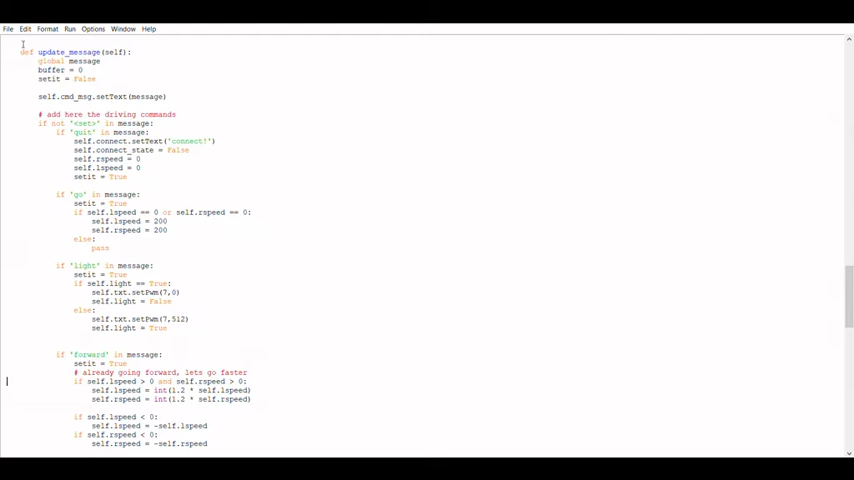 File Edit Format Run Options Window Help
def update_message(self):
global message
buffer = 0
setit = False
self.cmd_msg.setText(message)
# add here the driving commands
if not '<set>' in message:
if 'quit' in message:
self.connect.setText('connect!')
self.connect_state = False
self.rspeed = 0
self.lspeed = 0
setit = True
if 'go' in message:
setit = True
if self.lspeed == 0 or self.rspeed == 0:
self.lspeed = 200
self.rspeed = 200
else:
pass
if 'light' in message:
setit = True
if self.light == True:
self.txt.setPwm(7,0)
self.light = False
else:
self.txt.setPwm(7,512)
self.light = True
if 'forward' in message:
setit = True
# already going forward, lets go faster
if self.lspeed > 0 and self.rspeed > 0:
self.lspeed = int(1.2 * self.lspeed)
self.rspeed = int(1.2 * self.rspeed)
if self.lspeed < 0:
self.lspeed = -self.lspeed
if self.rspeed < 0:
self.rspeed = -self.rspeed